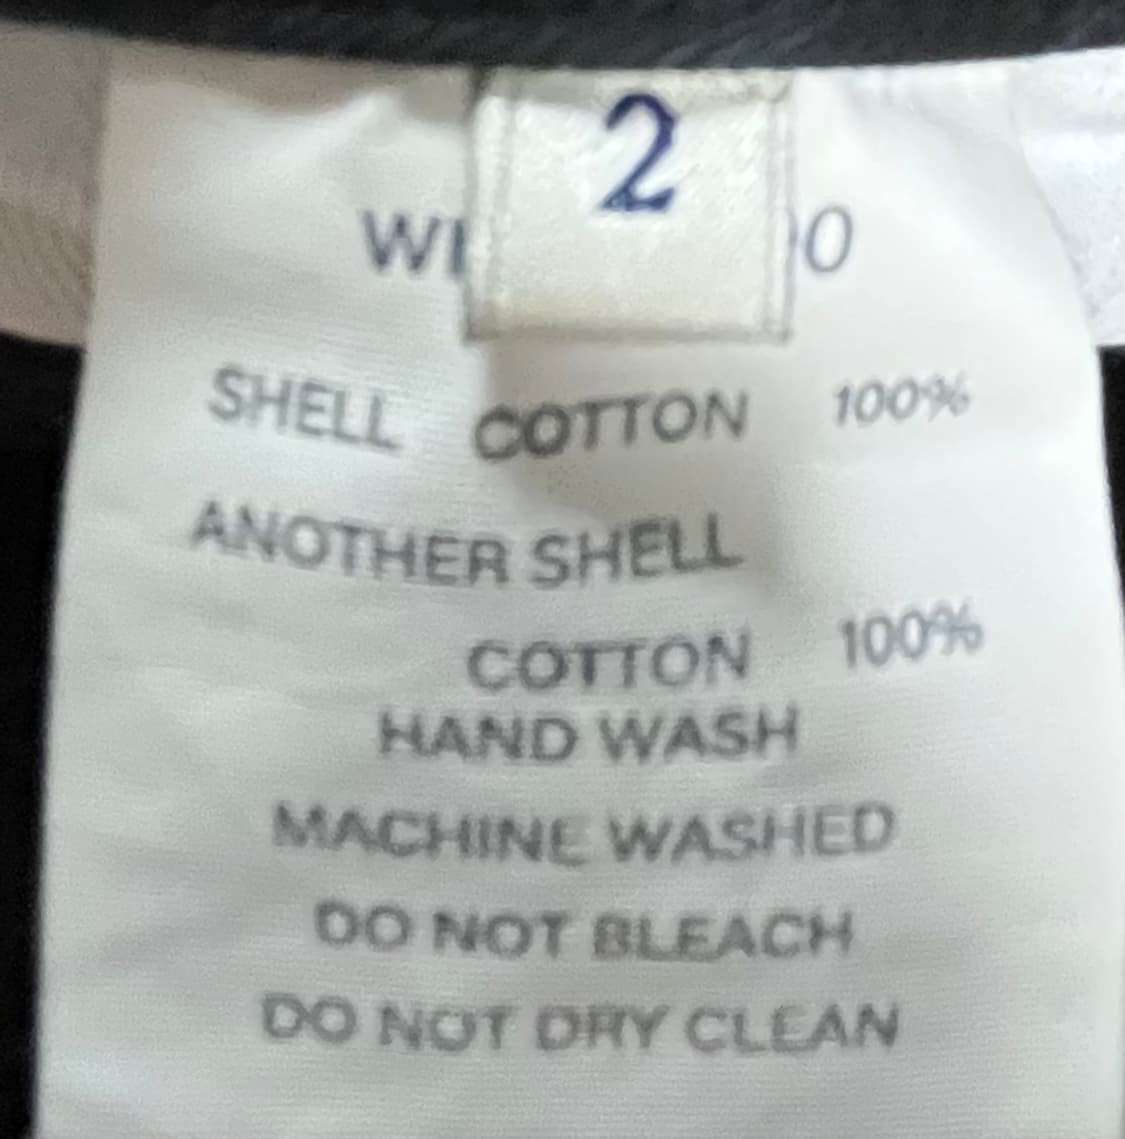 2
SHELL COTTON 100%
ANOTHER SHELL
COTTON 100%
HAND WASH
MACHINE WASHED
DO NOT BLEACH
DO NOT DRY CLEAN